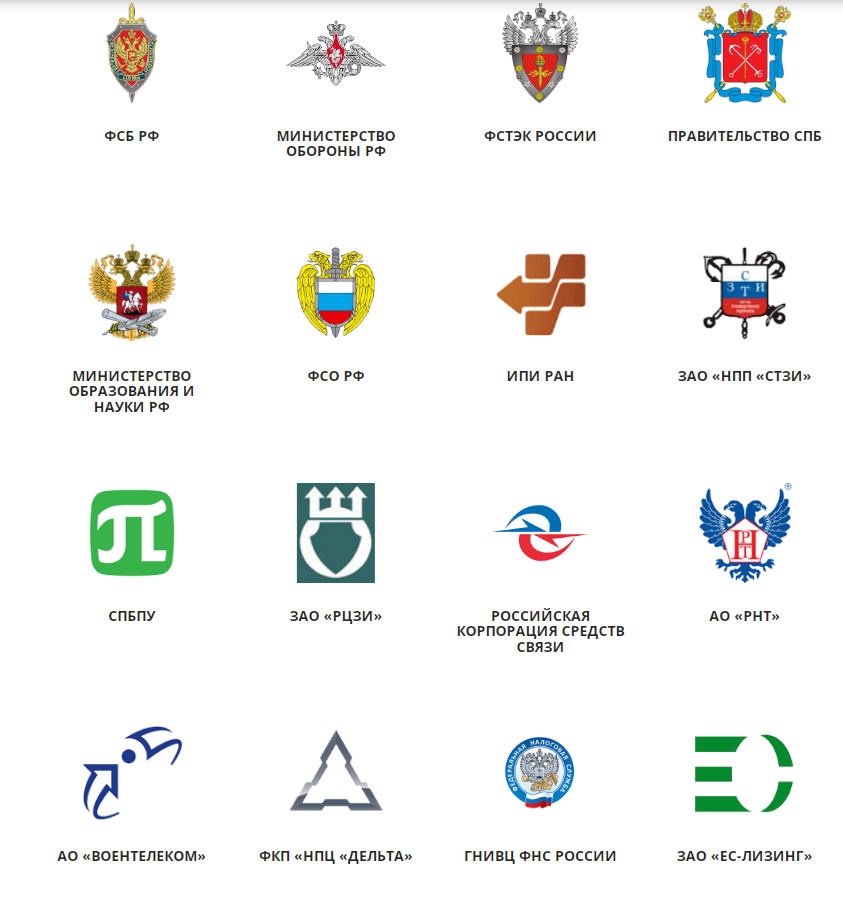 ФСБ РФ
МИНИСТЕРСТВО
ОБОРОНЫ РФ
ФСТЭК РОССИИ
ПРАВИТЕЛЬСТВО СПБ
С
З Т И
МИНИСТЕРСТВО
ОБРАЗОВАНИЯ И
НАУКИ РФ
ФСО РФ
ИПИ РАН
ЗАО «НПП «СТЗИ»
®
РНТ
СПБПУ
ЗАО «РЦЗИ»
РОССИЙСКАЯ
КОРПОРАЦИЯ СРЕДСТВ
СВЯЗИ
АО «РНТ»
ФЕДЕРАЛЬНАЯ НАЛОГОВАЯ СЛУЖБА
АО «ВОЕНТЕЛЕКОМ»
ФКП «НПЦ «ДЕЛЬТА»
ГНИВЦ ФНС РОССИИ
ЗАО «ЕС-ЛИЗИНГ»